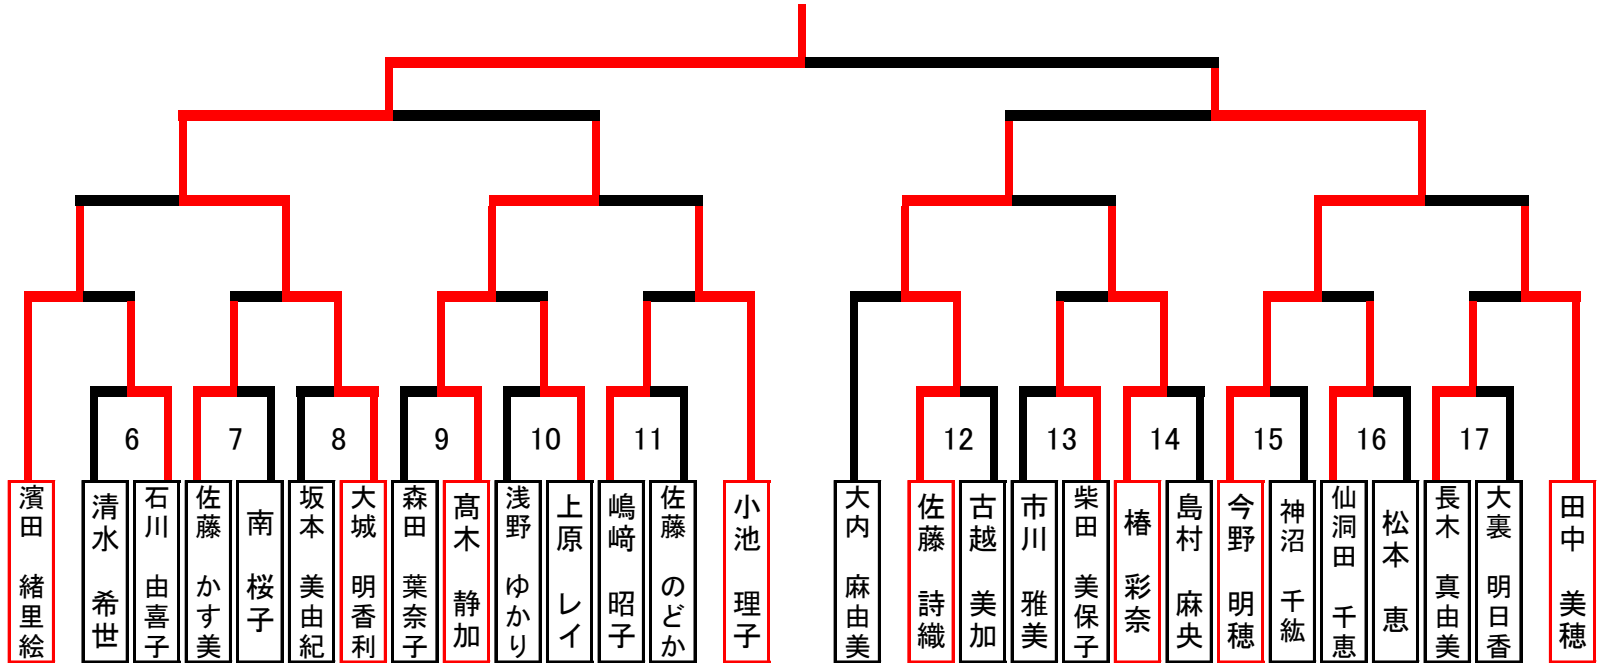 6 7 8 9 10 11 12 13 14 15 16 17
濱田 緒里絵
清水 希世
石川 由喜子
佐藤 かす美
南 桜子
坂本 美由紀
大城 明香利
森田 葉奈子
髙木 静加
浅野 ゆかり
上原 レイ
嶋﨑 昭子
佐藤 のどか
小池 理子
大内 麻由美
佐藤 詩織
古越 美加
市川 雅美
柴田 美保子
椿 彩奈
島村 麻央
今野 明穂
神沼 千紘
仙洞田 千恵
松本 恵
長木 真由美
大裏 明日香
田中 美穂